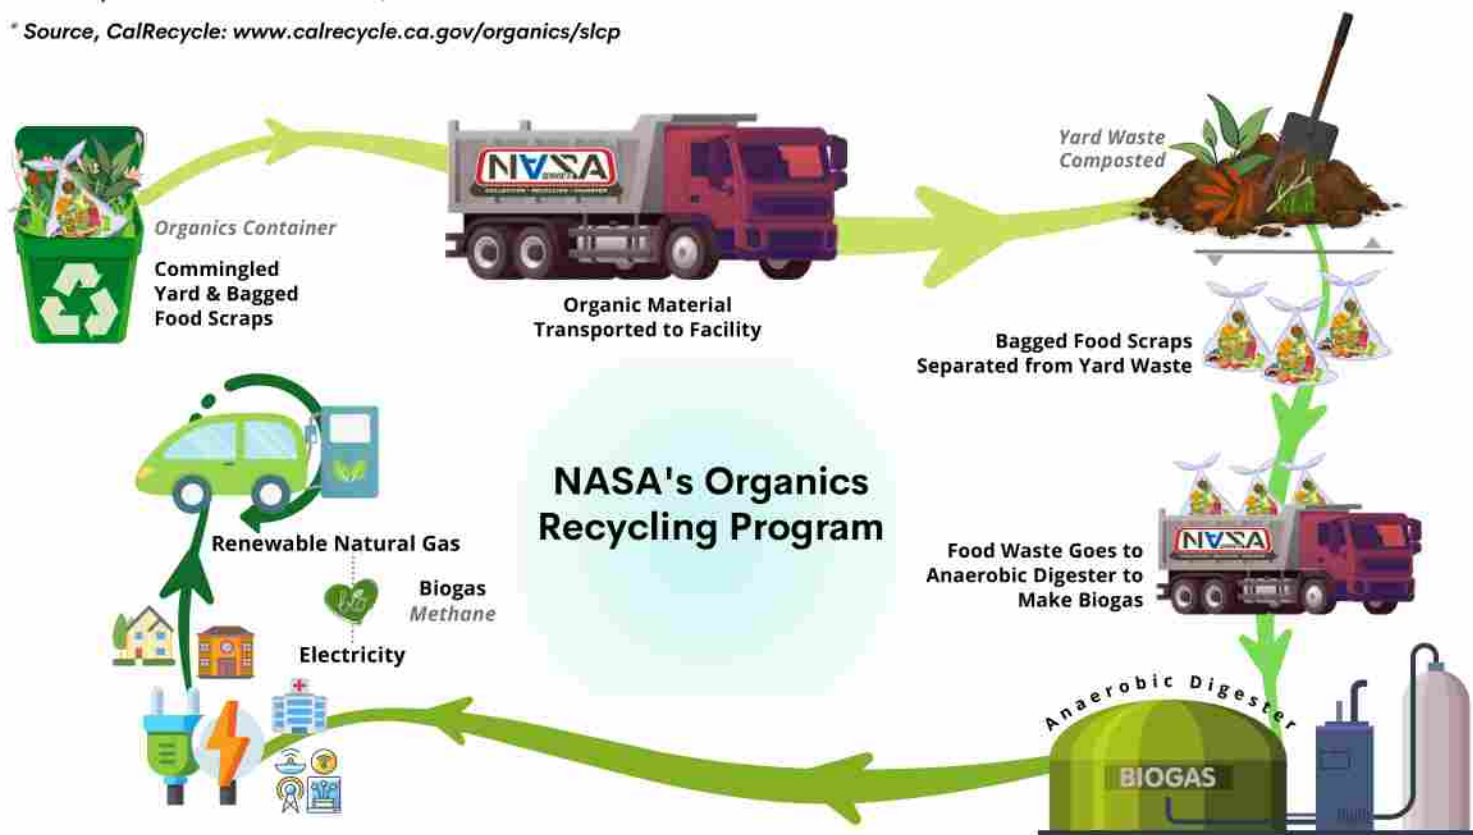 * Source, CalRecycle: www.calrecycle.ca.gov/organics/slcp
Organics Container
Commingled
Yard & Bagged
Food Scraps
NASA
Organic Material
Transported to Facility
Yard Waste
Composted
Bagged Food Scraps
Separated from Yard Waste
NASA
Food Waste Goes to
Anaerobic Digester to
Make Biogas
Anaerobic Digester
BIOGAS
NASA's Organics
Recycling Program
Renewable Natural Gas
bio
Biogas
Methane
Electricity